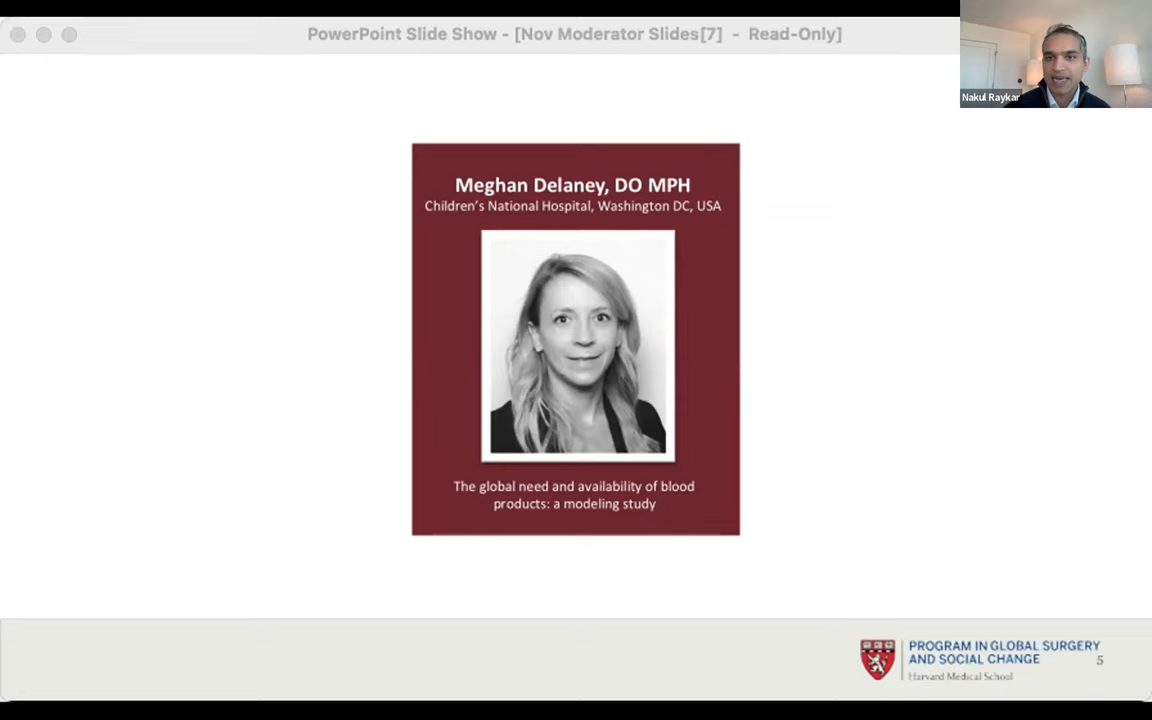 PowerPoint Slide Show - [Nov Moderator Slides[7] - Read-Only]
Nakul Raykar
Meghan Delaney, DO MPH
Children's National Hospital, Washington DC, USA
The global need and availability of blood
products: a modeling study
PROGRAM IN GLOBAL SURGERY
AND SOCIAL CHANGE
Harvard Medical School
5